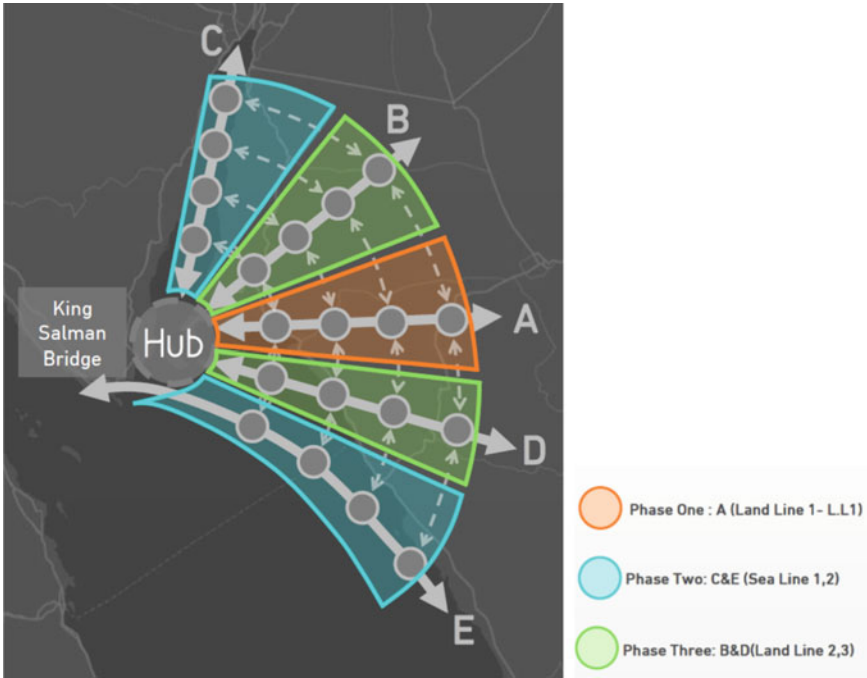 C
B
King
Salman
Bridge
Hub
A
D
E
Phase One : A (Land Line 1- L.L1)
Phase Two: C&E (Sea Line 1,2)
Phase Three: B&D(Land Line 2,3)